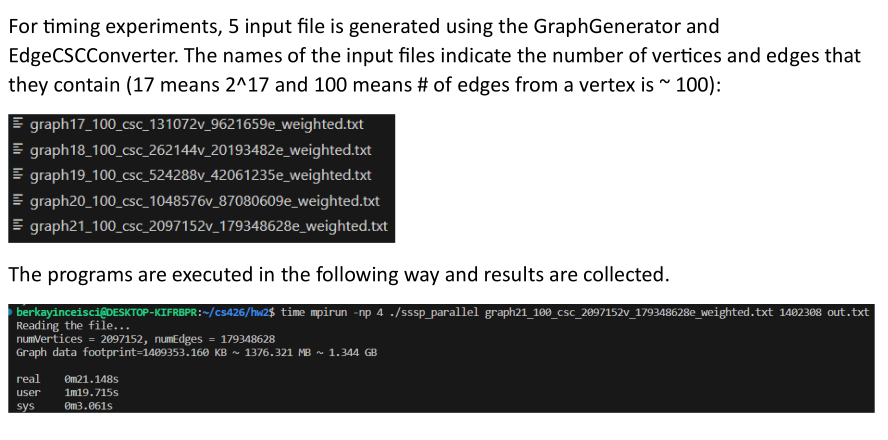 For timing experiments, 5 input file is generated using the GraphGenerator and
EdgeCSCConverter. The names of the input files indicate the number of vertices and edges that
they contain (17 means 2^17 and 100 means # of edges from a vertex is ~ 100):
graph17_100_csc_131072v_9621659e_weighted.txt
graph18_100_csc_262144v_20193482e_weighted.txt
graph19_100_csc_524288v_42061235e_weighted.txt
graph20_100_csc_1048576v_87080609e_weighted.txt
graph21_100_csc_2097152v_179348628e_weighted.txt
The programs are executed in the following way and results are collected.
berkayinceisci@DESKTOP-KIFRBPR:~/cs426/hw2$ time mpirun -np 4 ./sssp_parallel graph21_100_csc_2097152v_179348628e_weighted.txt 1402308 out.txt
Reading the file...
numVertices = 2097152, numEdges = 179348628
Graph data footprint=1409353.160 KB ~ 1376.321 MB ~ 1.344 GB
real 0m21.148s
user 1m19.715s
sys 0m3.061s